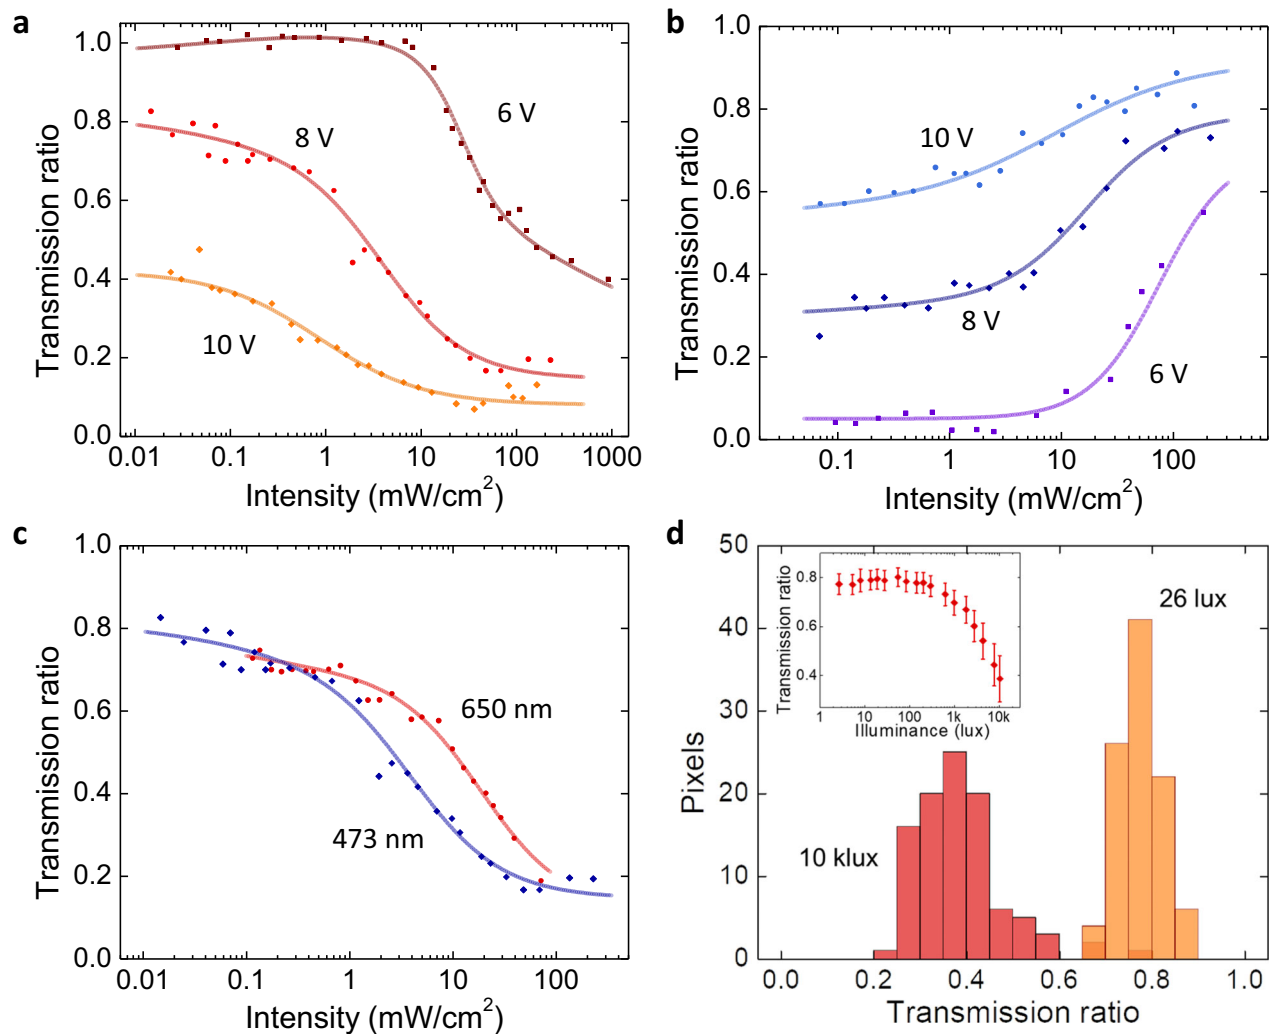 a
Transmission ratio
1.0
0.8
0.6
0.4
0.2
0.0
6 V
8 V
10 V
0.01 0.1 1 10 100 1000
Intensity (mW/cm²)
b
Transmission ratio
1.0
0.8
0.6
0.4
0.2
0.0
10 V
8 V
6 V
0.1 1 10 100
Intensity (mW/cm²)
c
Transmission ratio
1.0
0.8
0.6
0.4
0.2
0.0
650 nm
473 nm
0.01 0.1 1 10 100
Intensity (mW/cm²)
d
Pixels
50
40
30
20
10
0
Transmission ratio
0.8
0.6
0.4
1 10 100 1k 10k
Illuminance (lux)
26 lux
10 klux
0.0 0.2 0.4 0.6 0.8 1.0
Transmission ratio